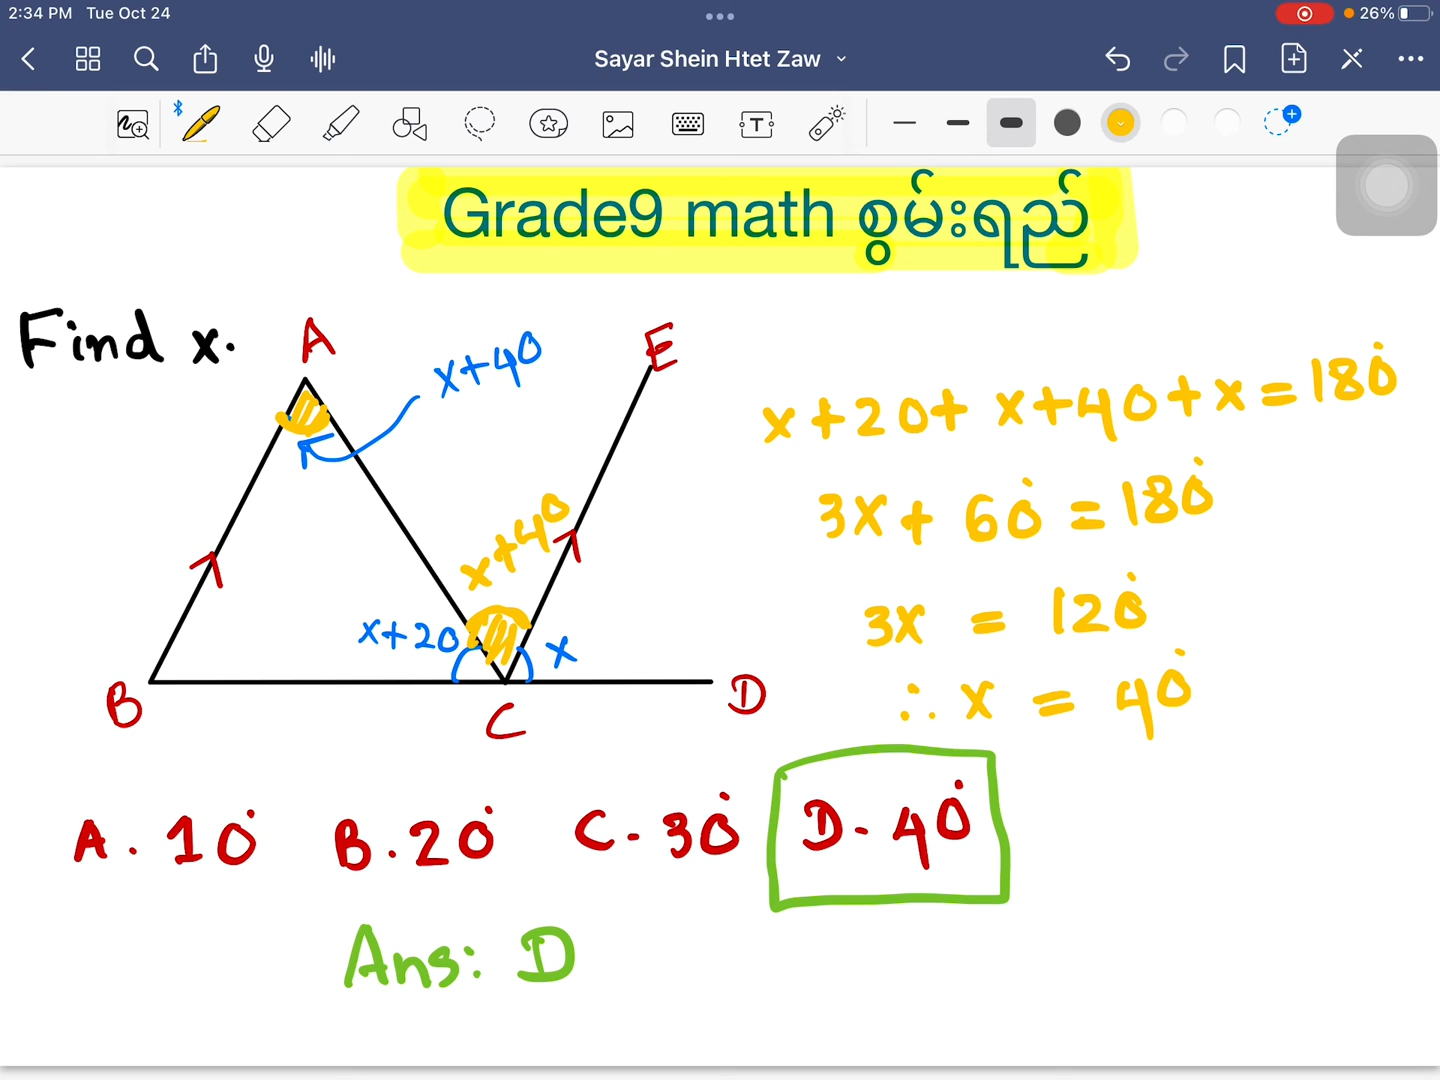 2:34 PM Tue Oct 24
26%
Sayar Shein Htet Zaw
T
Grade9 math စွမ်းရည်
Find x.
A
E
x+40
x+20+ x+40+x=180°
x+40
3x + 60° = 180°
3x = 120°
x+20
x
∴ x = 40°
B
C
D
A. 10° B. 20° C- 30° D- 40°
Ans: D